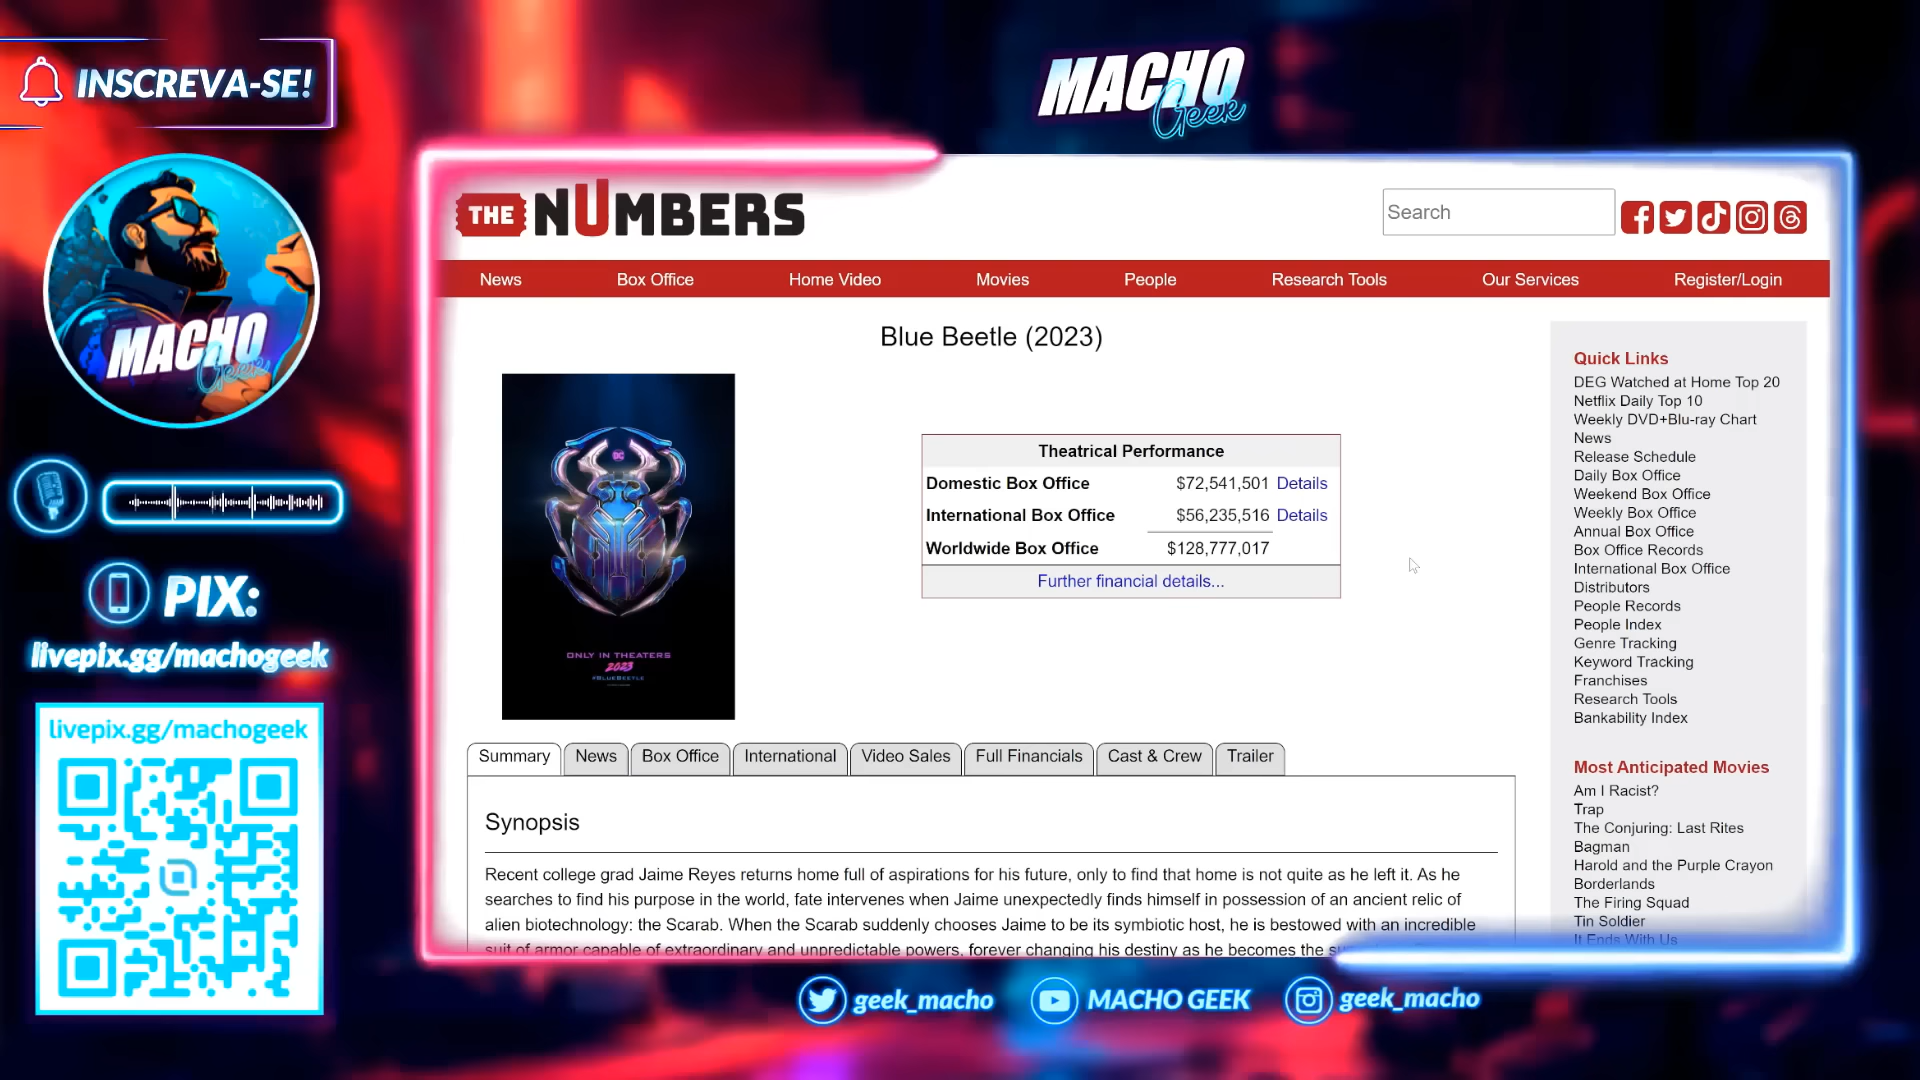 INSCREVA-SE!
MACHO
Geek
MACHO
Geek
PIX:
livepix.gg/machogeek
livepix.gg/machogeek
THE NUMBERS
Search
News Box Office Home Video Movies People Research Tools Our Services Register/Login
Blue Beetle (2023)
DC
ONLY IN THEATERS
2023
#BLUEBEETLE
Theatrical Performance
Domestic Box Office $72,541,501 Details
International Box Office $56,235,516 Details
Worldwide Box Office $128,777,017
Further financial details...
Summary News Box Office International Video Sales Full Financials Cast & Crew Trailer
Synopsis
Recent college grad Jaime Reyes returns home full of aspirations for his future, only to find that home is not quite as he left it. As he
searches to find his purpose in the world, fate intervenes when Jaime unexpectedly finds himself in possession of an ancient relic of
alien biotechnology: the Scarab. When the Scarab suddenly chooses Jaime to be its symbiotic host, he is bestowed with an incredible
suit of armor capable of extraordinary and unpredictable powers, forever changing his destiny as he becomes the
Quick Links
DEG Watched at Home Top 20
Netflix Daily Top 10
Weekly DVD+Blu-ray Chart
News
Release Schedule
Daily Box Office
Weekend Box Office
Weekly Box Office
Annual Box Office
Box Office Records
International Box Office
Distributors
People Records
People Index
Genre Tracking
Keyword Tracking
Franchises
Research Tools
Bankability Index
Most Anticipated Movies
Am I Racist?
Trap
The Conjuring: Last Rites
Bagman
Harold and the Purple Crayon
Borderlands
The Firing Squad
Tin Soldier
It Ends With Us
geek_macho MACHO GEEK geek_macho